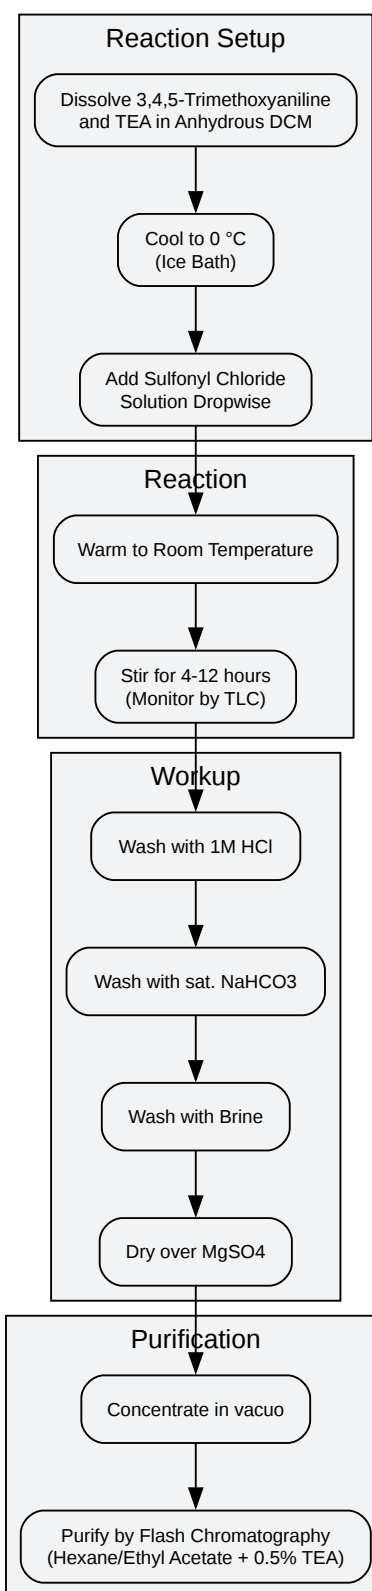 Reaction Setup
Dissolve 3,4,5-Trimethoxyaniline
and TEA in Anhydrous DCM
Cool to 0 °C
(Ice Bath)
Add Sulfonyl Chloride
Solution Dropwise
Reaction
Warm to Room Temperature
Stir for 4-12 hours
(Monitor by TLC)
Workup
Wash with 1M HCl
Wash with sat. NaHCO3
Wash with Brine
Dry over MgSO4
Purification
Concentrate in vacuo
Purify by Flash Chromatography
(Hexane/Ethyl Acetate + 0.5% TEA)